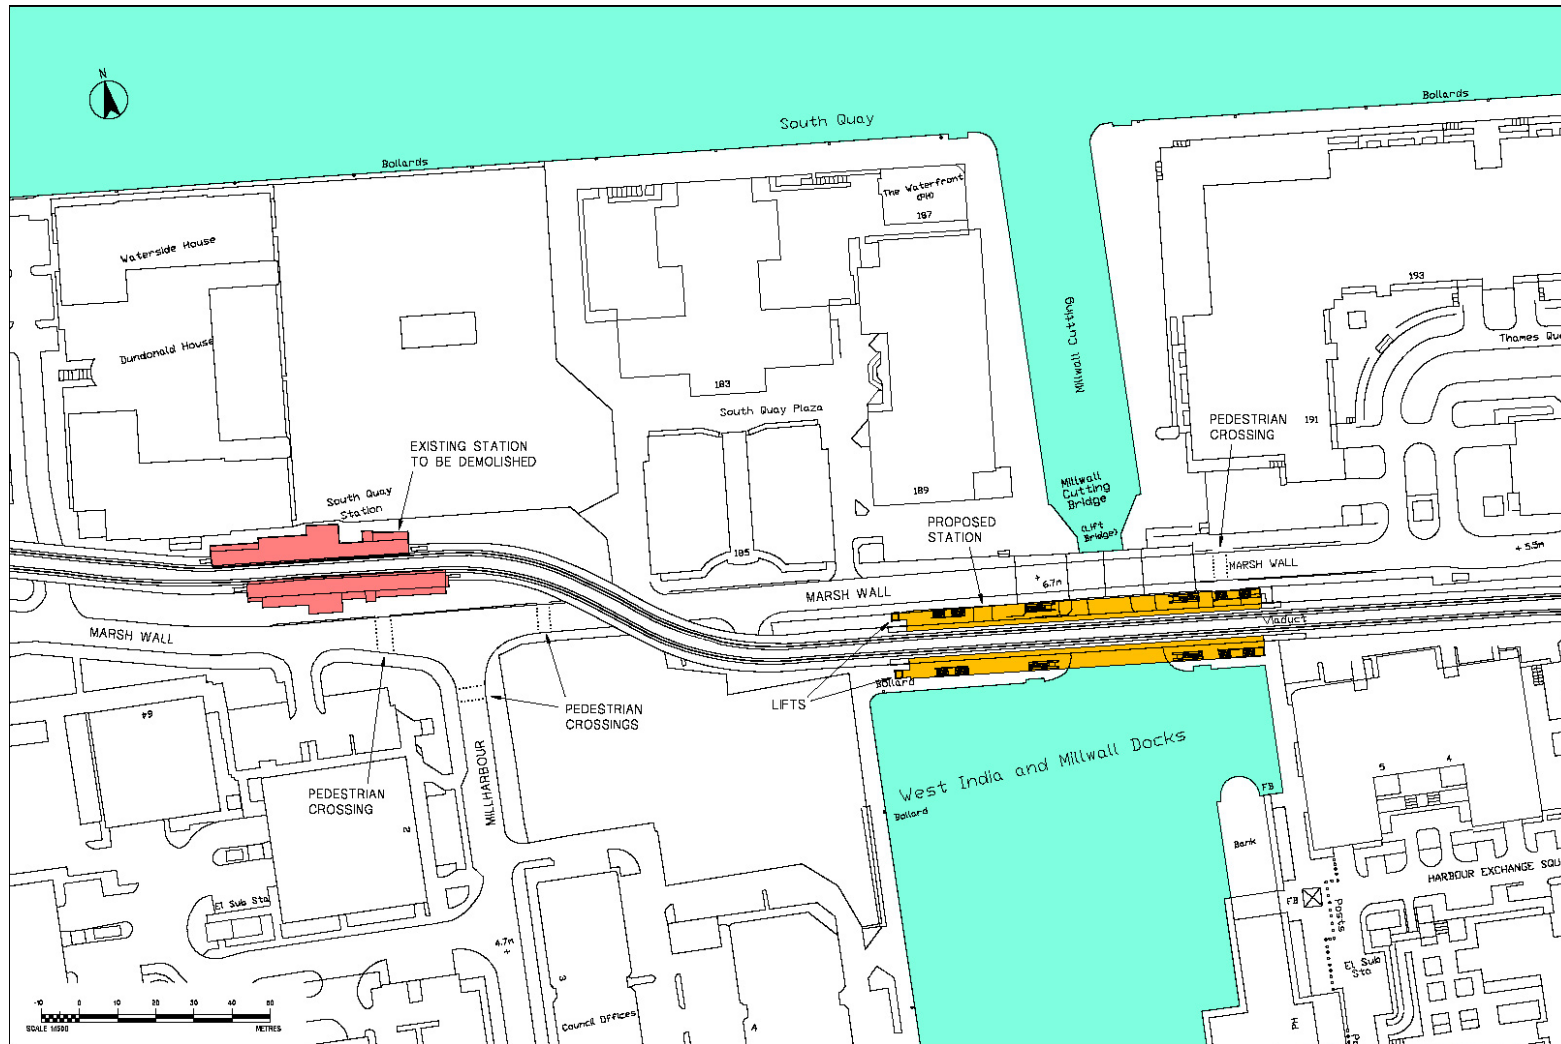 N
Bollards
South Quay
Bollards
The Waterfront
(PH)
187
Waterside House
Dundonald House
193
Thames Que
Millwall Cutting
183
South Quay Plaza
191
PEDESTRIAN
CROSSING
EXISTING STATION
TO BE DEMOLISHED
South Quay
Station
189
Millwall
Cutting
Bridge
(Lift
Bridge)
PROPOSED
STATION
185
+ 5.5m
MARSH WALL
+ 6.7m
MARSH WALL
MARSH WALL
Viaduct
Bollard
LIFTS
PEDESTRIAN
CROSSINGS
64
West India and Millwall Docks
MILLHARBOUR
PEDESTRIAN
CROSSING
2
5
4
FB
Bollard
Bank
HARBOUR EXCHANGE SQU
FB
Posts
El Sub Sta
4.7m
+
El Sub
Sta
3
4
Council Offices
-10 0 10 20 30 40 50
SCALE 1:1500
METRES